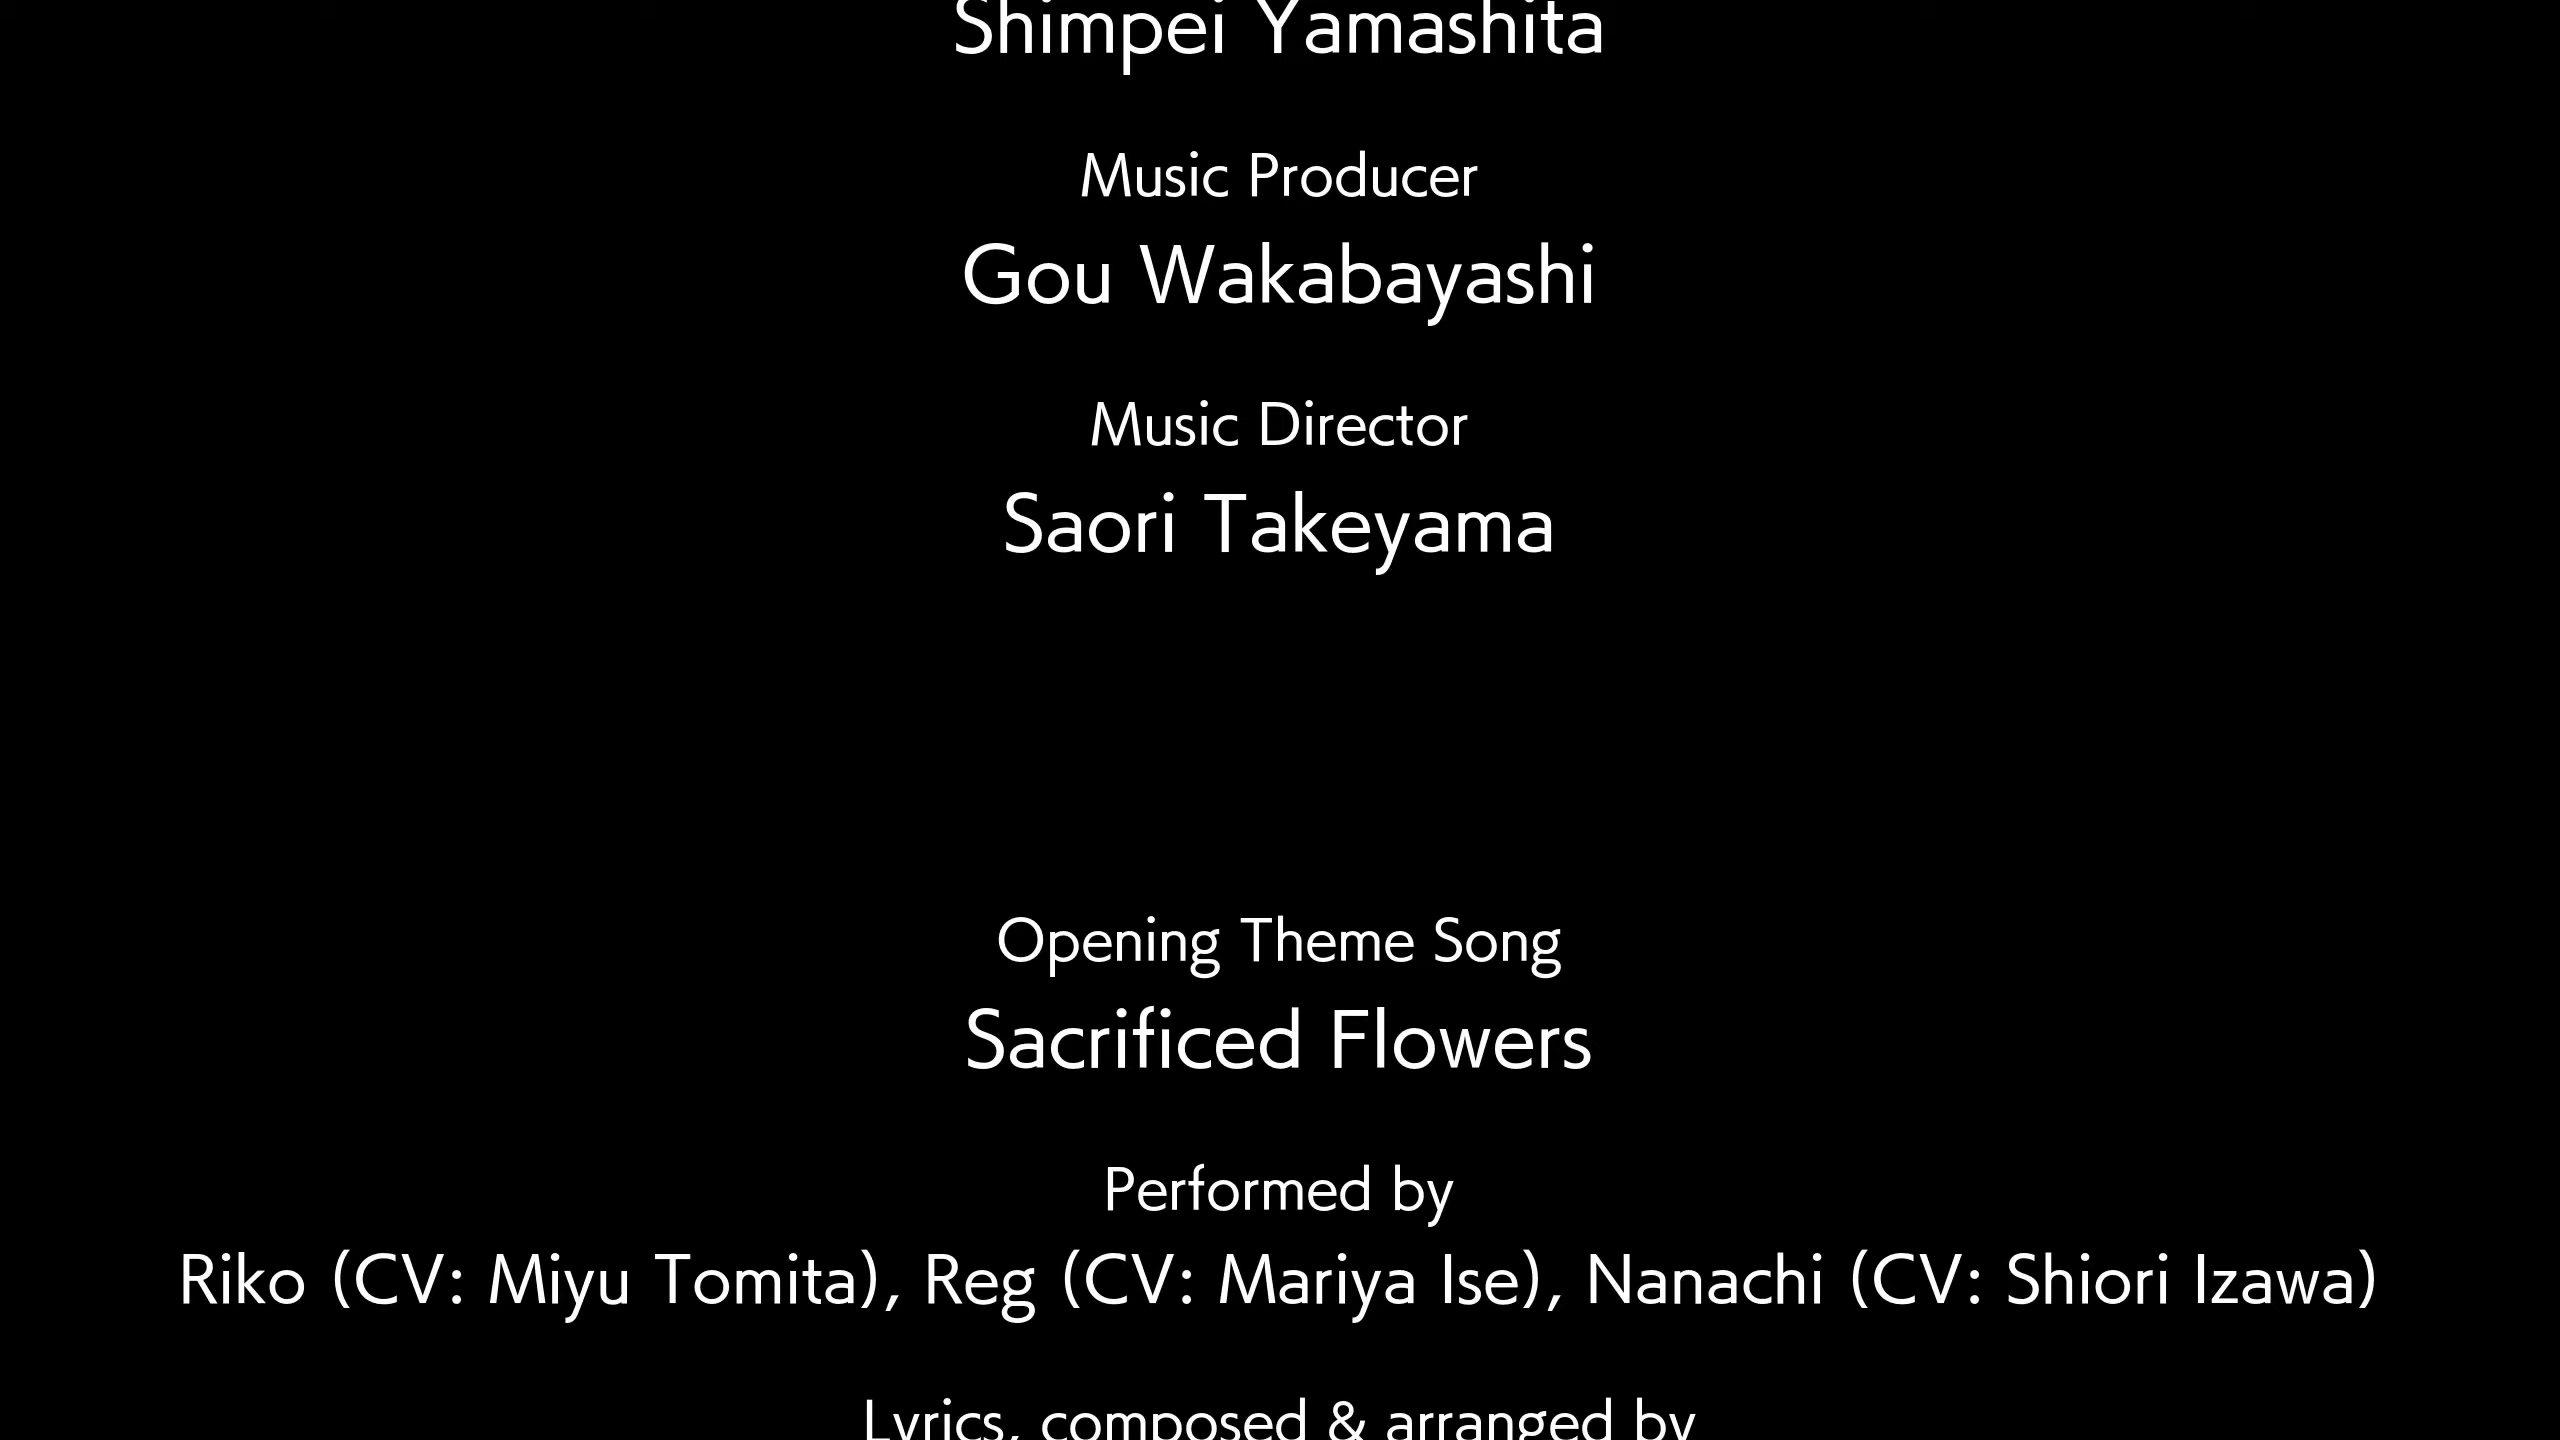 Shimpei Yamashita
Music Producer
Gou Wakabayashi
Music Director
Saori Takeyama
Opening Theme Song
Sacrificed Flowers
Performed by
Riko (CV: Miyu Tomita), Reg (CV: Mariya Ise), Nanachi (CV: Shiori Izawa)
Lyrics, composed & arranged by